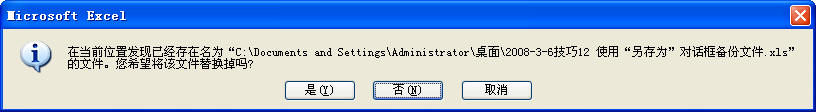 Microsoft Excel
在当前位置发现已经存在名为“C:\Documents and Settings\Administrator\桌面\2008-3-6技巧12 使用“另存为”对话框备份文件.xls”
的文件。您希望将该文件替换掉吗?
是(Y)
否(N)
取消